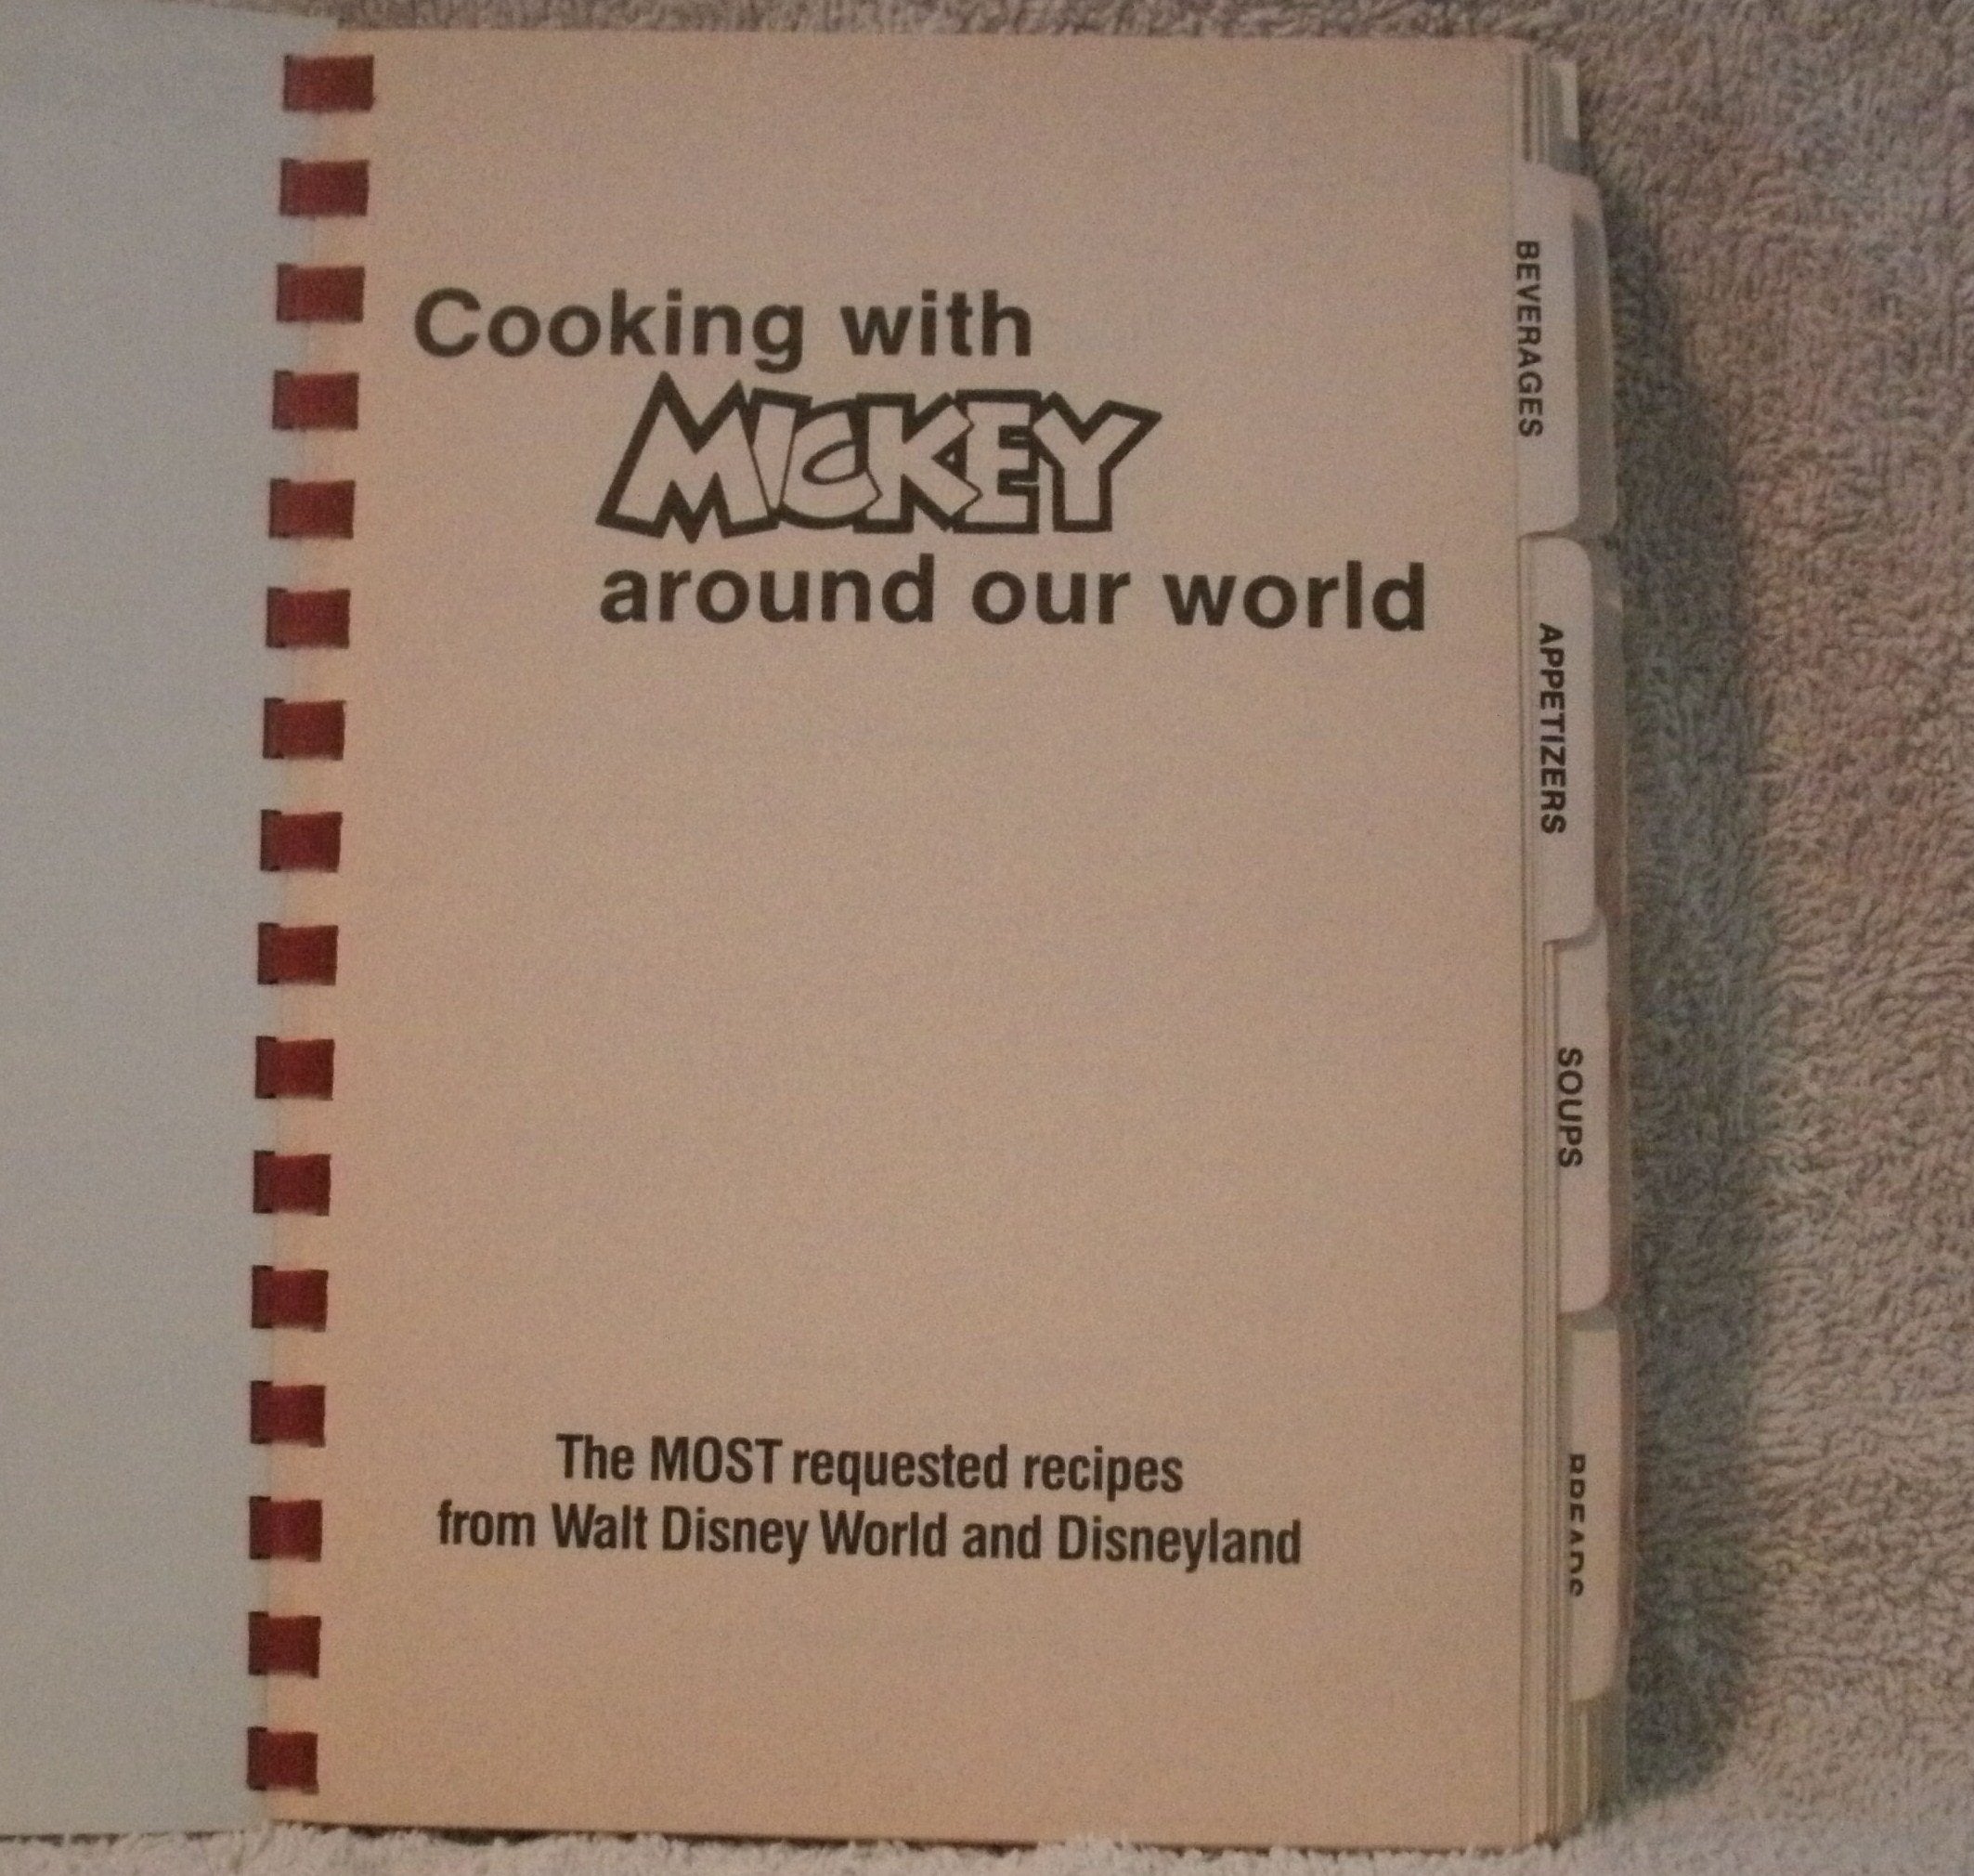 Cooking with
MICKEY
around our world
The MOST requested recipes
from Walt Disney World and Disneyland
BEVERAGES
APPETIZERS
SOUPS
BREADS